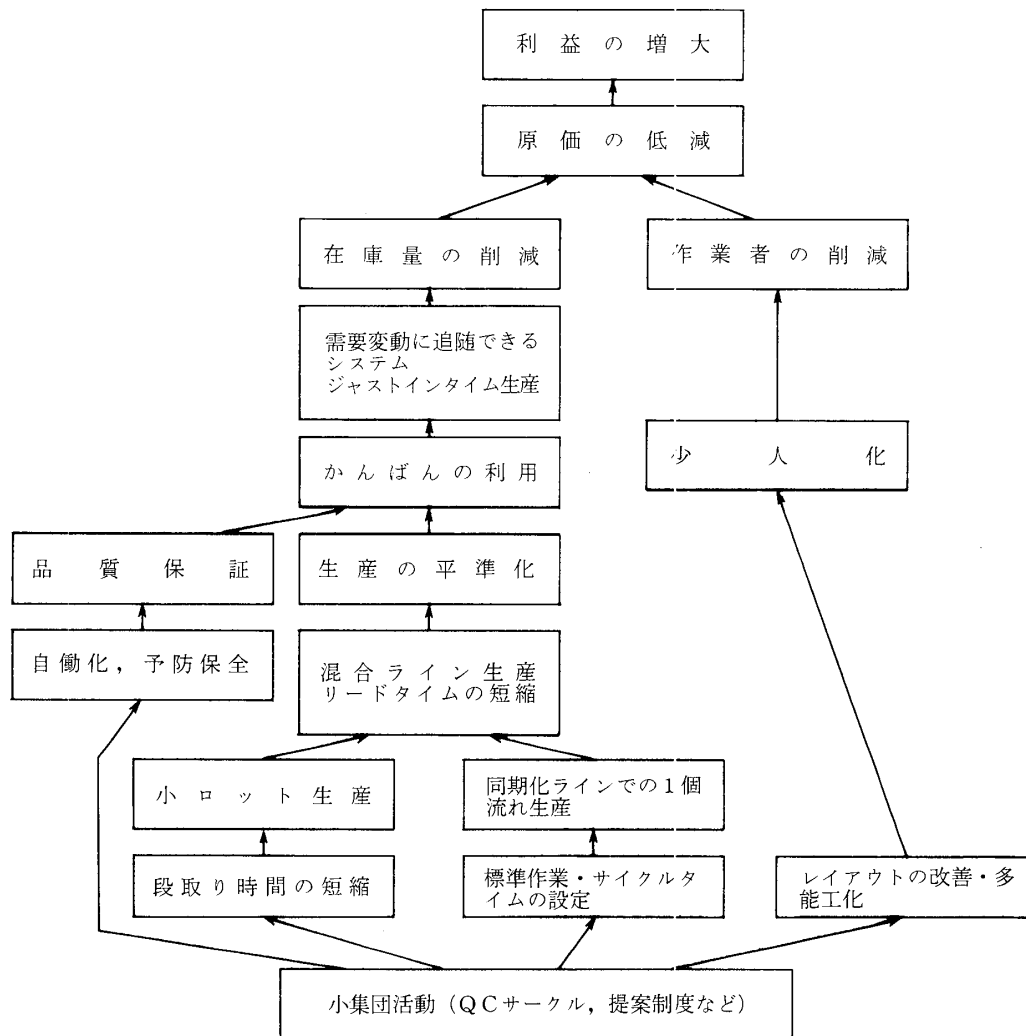 利益の増大
原価の低減
在庫量の削減
作業者の削減
需要変動に追随できる
システム
ジャストインタイム生産
少人化
かんばんの利用
品質保証
生産の平準化
自働化，予防保全
混合ライン生産
リードタイムの短縮
小ロット生産
同期化ラインでの1個
流れ生産
段取り時間の短縮
標準作業・サイクルタ
イムの設定
レイアウトの改善・多
能工化
小集団活動（QCサークル，提案制度など）